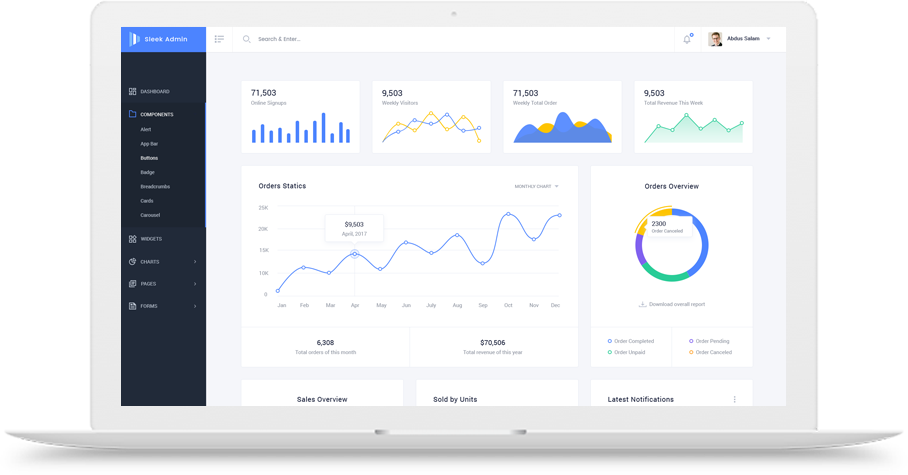 Sleek Admin
Search & Enter...
Abdus Salam
DASHBOARD
COMPONENTS
Alert
App Bar
Buttons
Badge
Breadcrumbs
Cards
Carousel
WIDGETS
CHARTS
PAGES
FORMS
71,503
Online Signups
9,503
Weekly Visitors
71,503
Weekly Total Order
9,503
Total Revenue This Week
Orders Statics
MONTHLY CHART
25K
20K
15K
10K
0
$9,503
April, 2017
Jan Feb Mar Apr May Jun July Aug Sep Oct Nov Dec
6,308
Total orders of this month
$70,506
Total revenue of this year
Orders Overview
2300
Order Canceled
Download overall report
Order Completed
Order Pending
Order Unpaid
Order Canceled
Sales Overview
Sold by Units
Latest Notifications